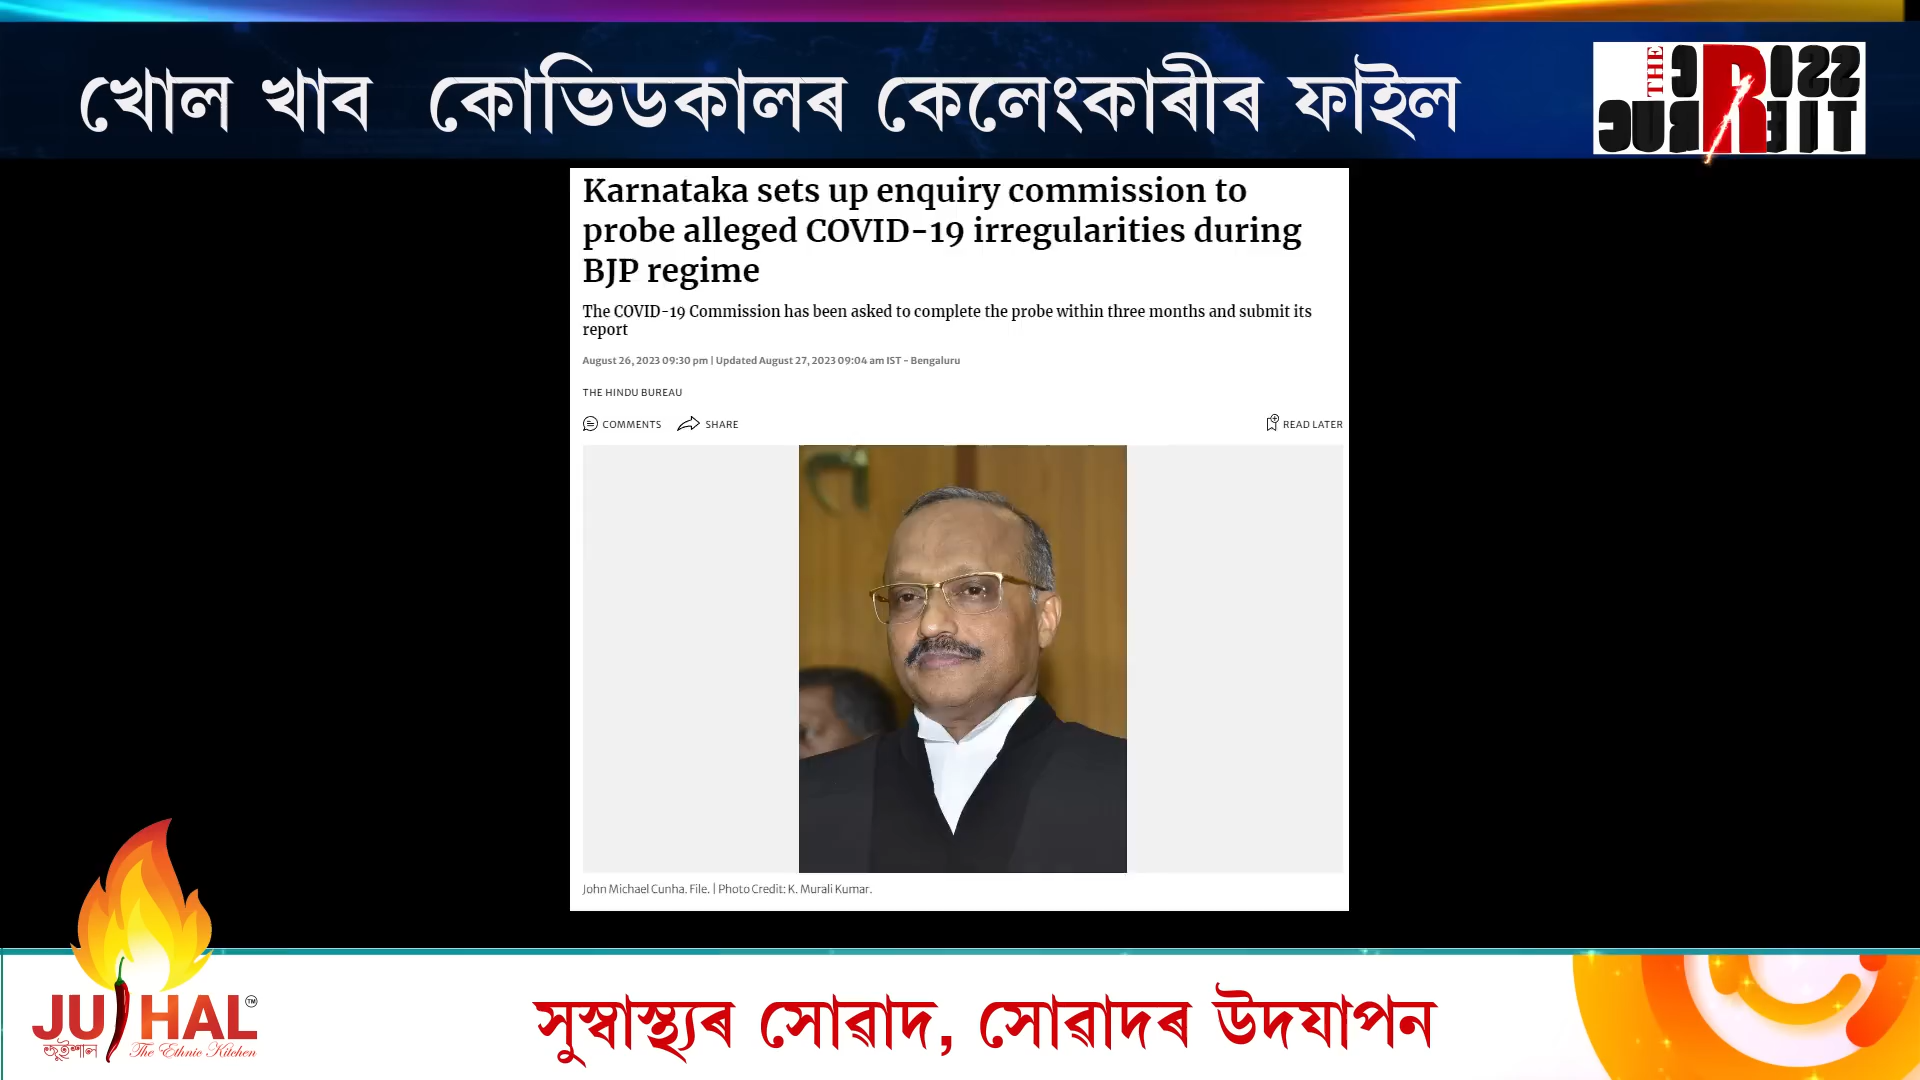 খোল খাব কোভিডকালৰ কেলেংকাৰীৰ ফাইল
THE CRISS
CURRENT
Karnataka sets up enquiry commission to
probe alleged COVID-19 irregularities during
BJP regime
The COVID-19 Commission has been asked to complete the probe within three months and submit its
report
August 26, 2023 09:30 pm | Updated August 27, 2023 09:04 am IST - Bengaluru
THE HINDU BUREAU
COMMENTS SHARE READ LATER
John Michael Cunha. File. | Photo Credit: K. Murali Kumar.
JUIHAL™
The Ethnic Kitchen
সুস্বাস্থ্যৰ সোৱাদ, সোৱাদৰ উদযাপন